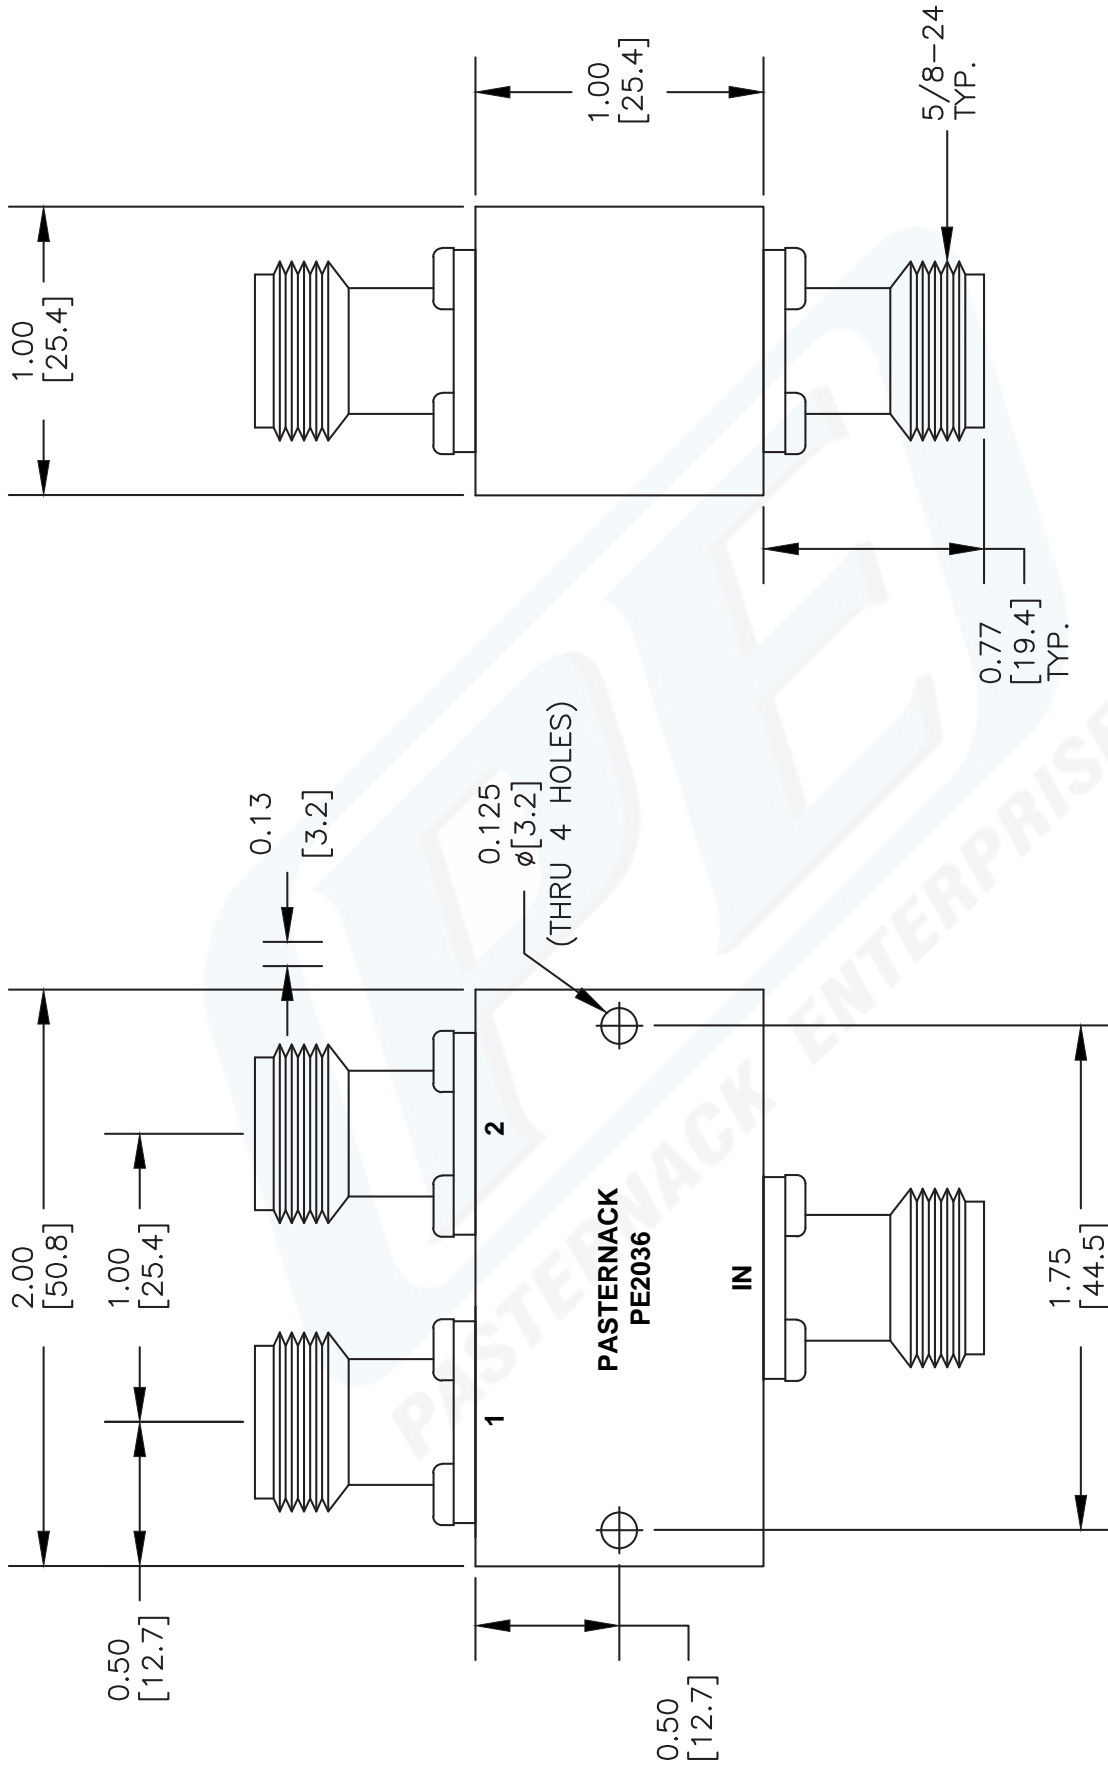 2.00
[50.8]
1.00
[25.4]
0.50
[12.7]
0.13
[3.2]
1
2
PASTERNACK
PE2036
IN
0.125
ø[3.2]
(THRU 4 HOLES)
0.50
[12.7]
1.75
[44.5]
1.00
[25.4]
1.00
[25.4]
5/8-24
TYP.
0.77
[19.4]
TYP.
PE
PASTERNACK ENTERPRISE